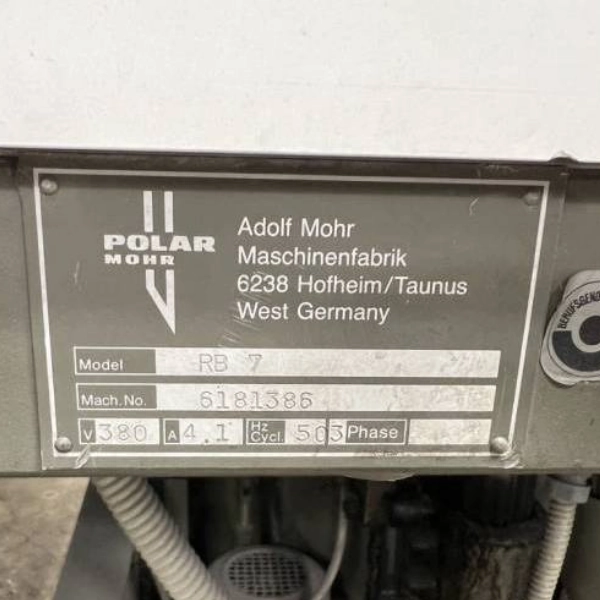 POLAR
MOHR
Adolf Mohr
Maschinenfabrik
6238 Hofheim/Taunus
West Germany
Model RB 7
Mach.No. 6181386
V 380 A 4,1 Hz Cycl. 50 3 Phase